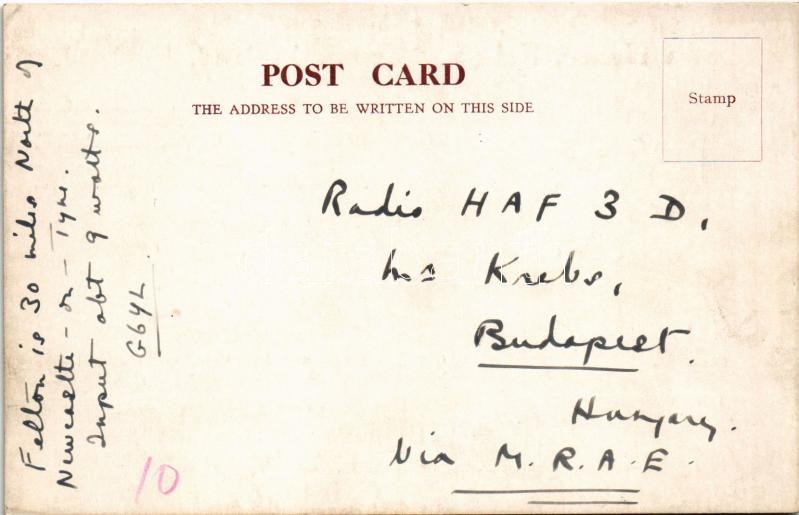 POST CARD
THE ADDRESS TO BE WRITTEN ON THIS SIDE
Stamp
Radio HAF 3 D,
Krebs,
Budapest.
Hungary.
Via M.R.A.E.
Felton is 30 miles North of
Newcastle-on-Tyne.
Input abt 9 watts.
G6YL
10